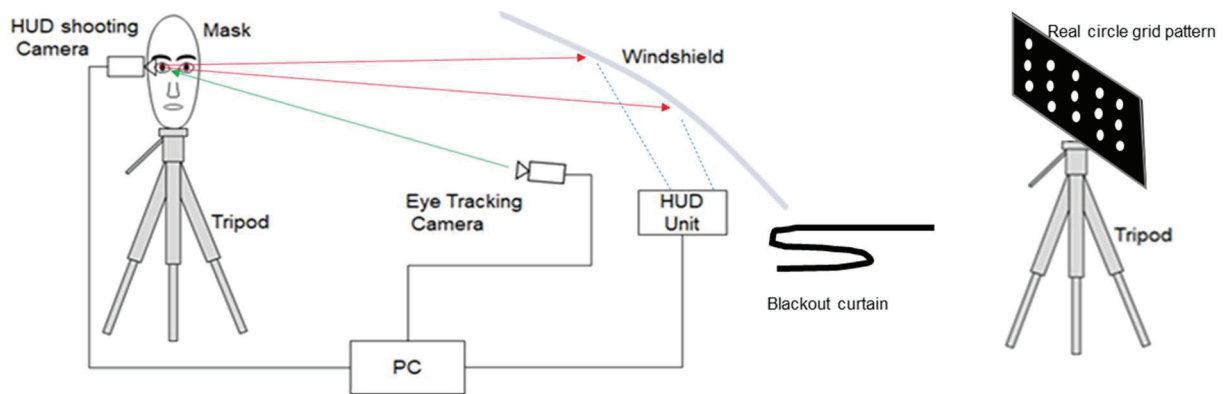 HUD shooting
Camera
Mask
Windshield
Real circle grid pattern
Eye Tracking
Camera
HUD
Unit
Tripod
Blackout curtain
Tripod
PC